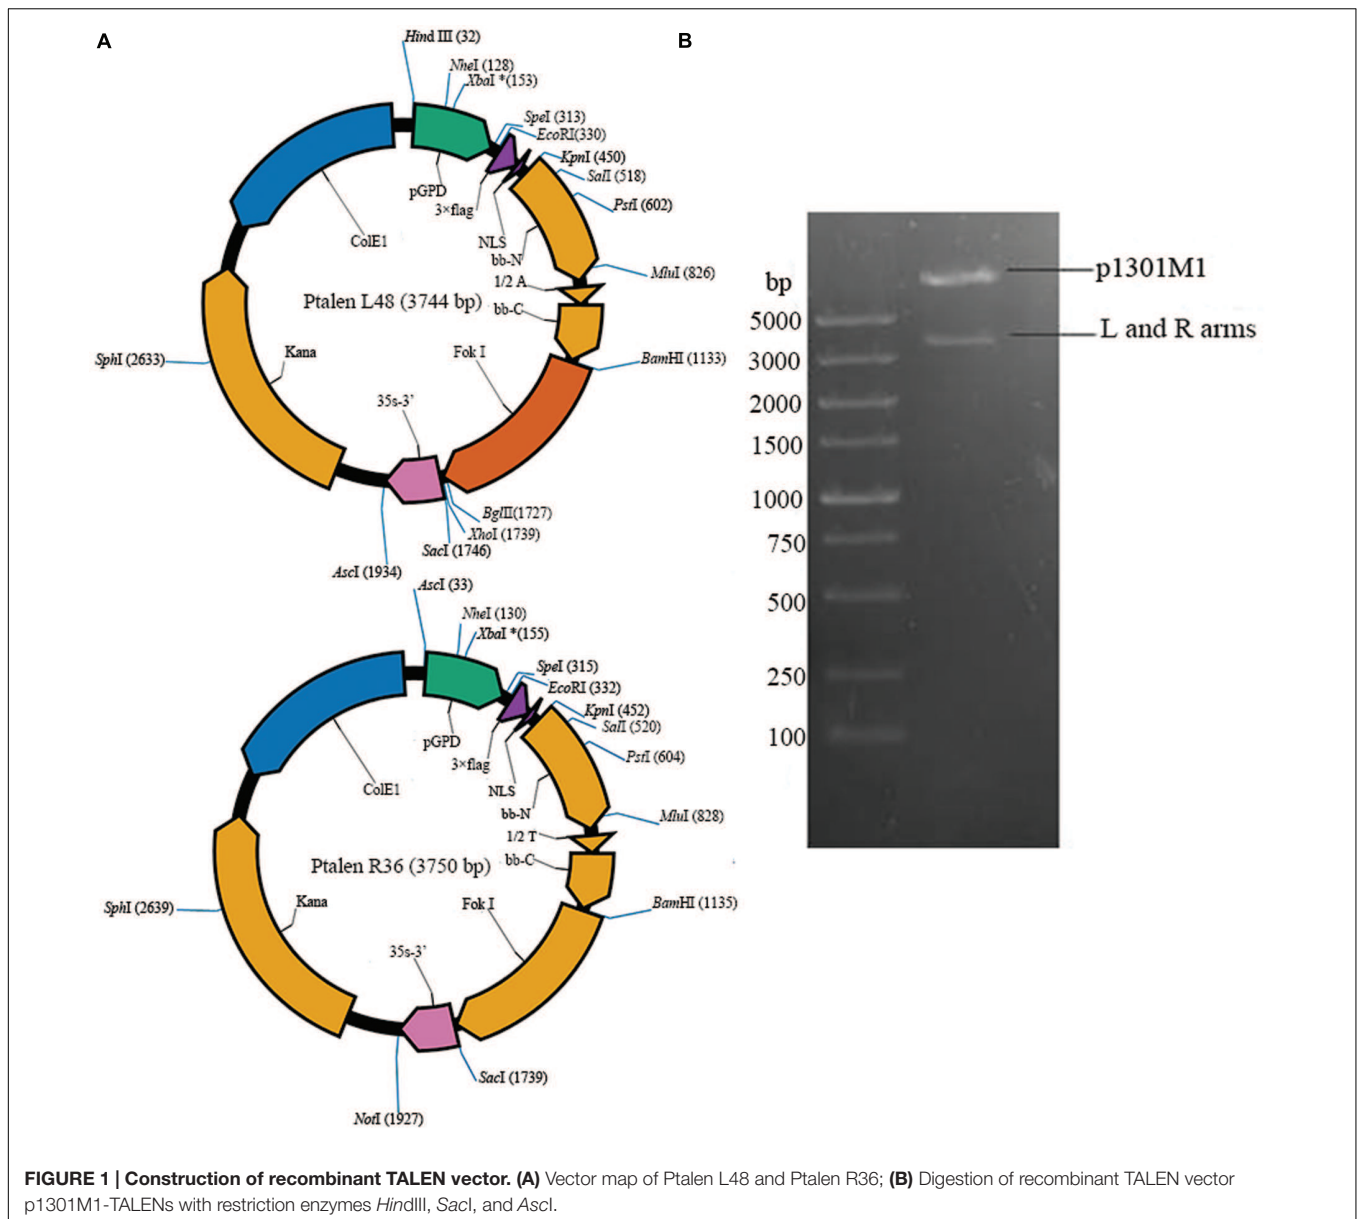 A
HindIII (32)
NheI (128)
XbaI *(153)
SpeI (313)
EcoRI(330)
KpnI (450)
SalI (518)
PstI (602)
pGPD
3×flag
NLS
bb-N
ColE1
MluI (826)
1/2 A
Ptalen L48 (3744 bp)
bb-C
Kana
Fok I
SphI (2633)
BamHI (1133)
35s-3’
BglII(1727)
XhoI (1739)
SacI (1746)
AscI (1934)
AscI (33)
NheI (130)
XbaI *(155)
SpeI (315)
EcoRI (332)
KpnI (452)
SalI (520)
pGPD
PstI (604)
3×flag
NLS
ColE1
bb-N
MluI (828)
1/2 T
Ptalen R36 (3750 bp)
bb-C
Kana
Fok I
SphI (2639)
BamHI (1135)
35s-3’
SacI (1739)
NotI (1927)
B
p1301M1
bp
5000
L and R arms
3000
2000
1500
1000
750
500
250
100
FIGURE 1 | Construction of recombinant TALEN vector. (A) Vector map of Ptalen L48 and Ptalen R36; (B) Digestion of recombinant TALEN vector
p1301M1-TALENs with restriction enzymes HindIII, SacI, and AscI.